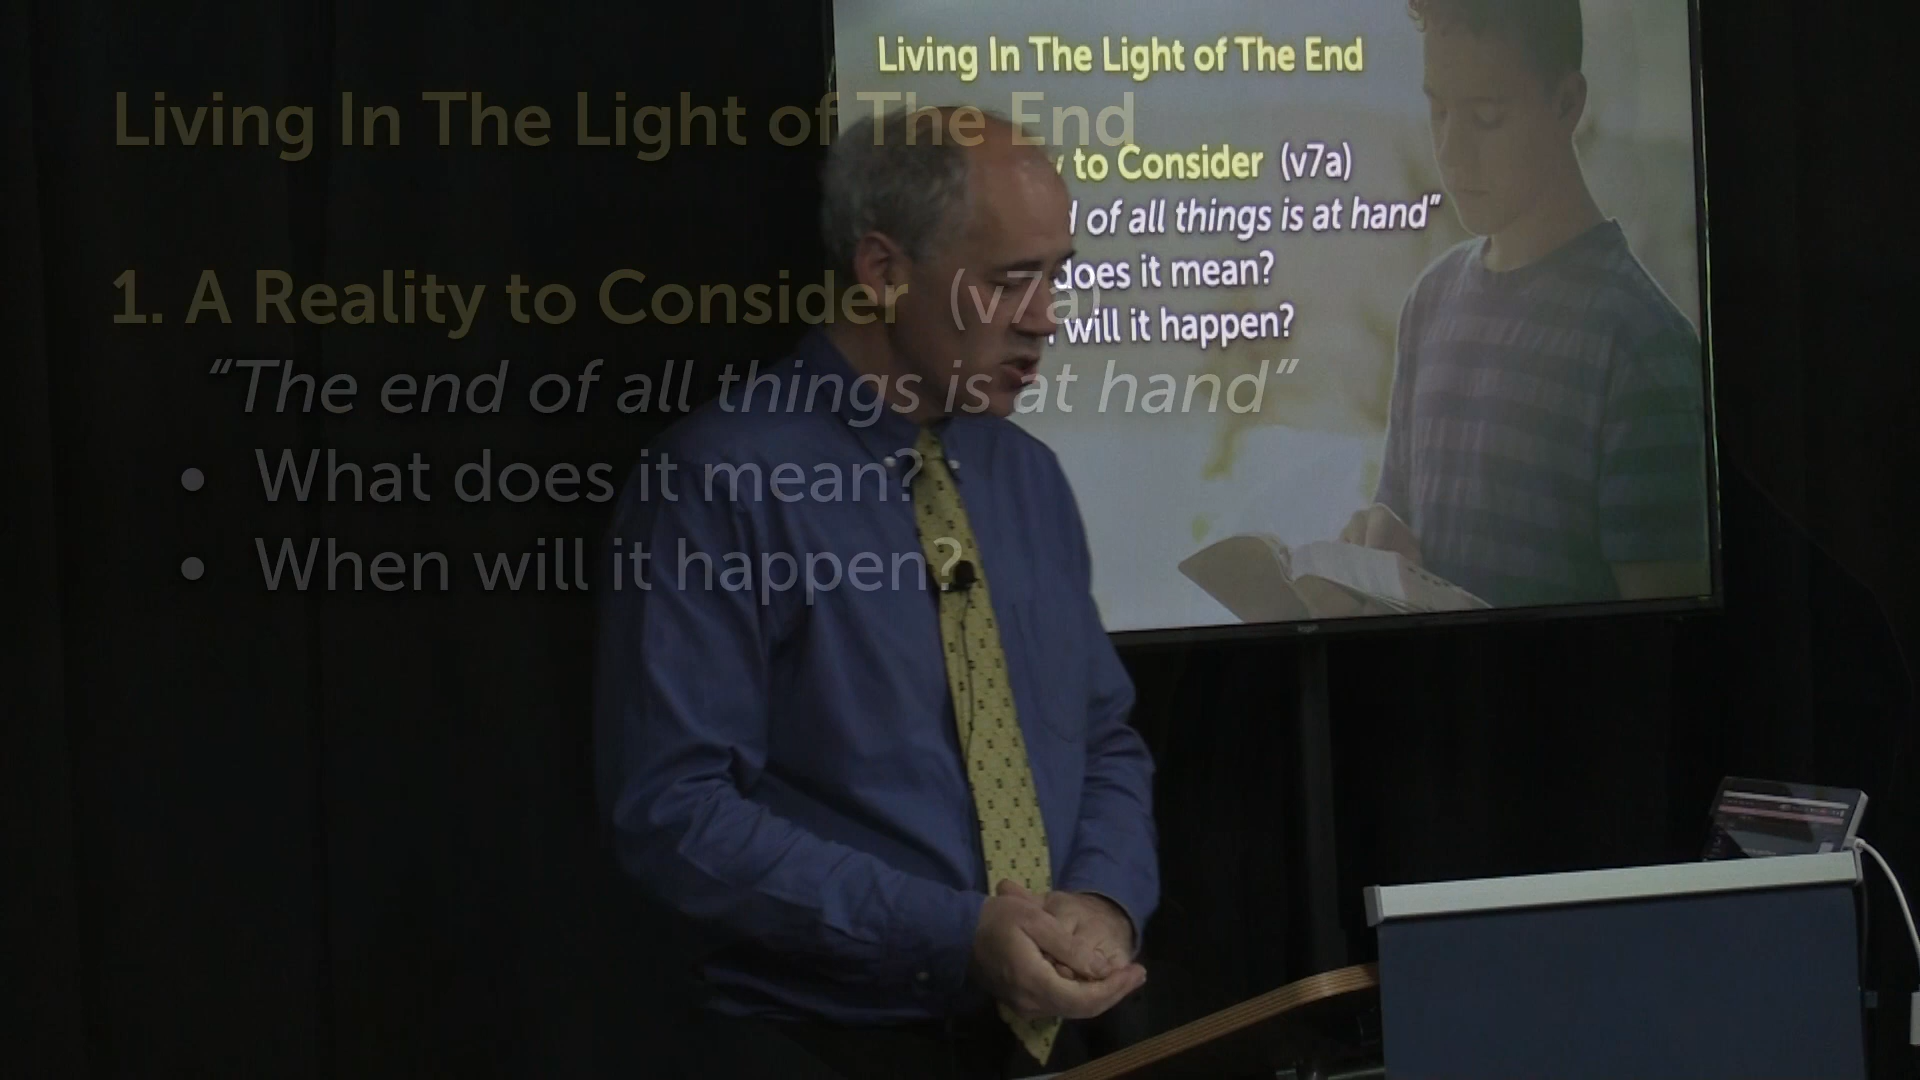 Living In The Light of The End
1. A Reality to Consider (v7a)
“The end of all things is at hand”
• What does it mean?
• When will it happen?
Living In The Light of The End
to Consider (v7a)
of all things is at hand”
does it mean?
will it happen?